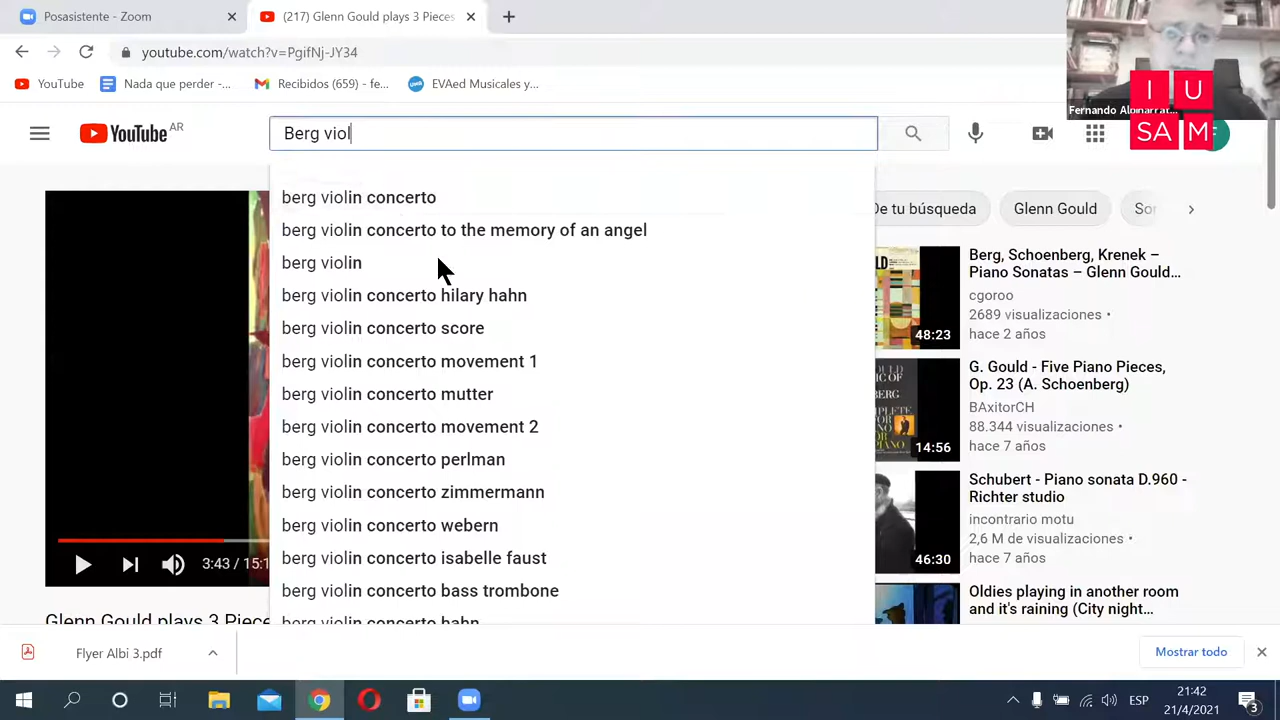 Posasistente - Zoom
(217) Glenn Gould plays 3 Pieces
youtube.com/watch?v=PgifNj-JY34
YouTube
Nada que perder -...
Recibidos (659) - fe...
EVAed Musicales y...
Fernando
I U
SA M
YouTube AR
Berg viol
F
berg violin concerto
berg violin concerto to the memory of an angel
berg violin
berg violin concerto hilary hahn
berg violin concerto score
berg violin concerto movement 1
berg violin concerto mutter
berg violin concerto movement 2
berg violin concerto perlman
berg violin concerto zimmermann
berg violin concerto webern
berg violin concerto isabelle faust
berg violin concerto bass trombone
berg violin concerto hahn
De tu búsqueda
Glenn Gould
Berg, Schoenberg, Krenek –
Piano Sonatas – Glenn Gould...
cgoroo
2689 visualizaciones •
hace 2 años
48:23
G. Gould - Five Piano Pieces,
Op. 23 (A. Schoenberg)
BAxitorCH
88.344 visualizaciones •
hace 7 años
14:56
Schubert - Piano sonata D.960 -
Richter studio
incontrario motu
2,6 M de visualizaciones •
hace 7 años
46:30
Oldies playing in another room
and it's raining (City night...
3:43 / 15:1
Glenn Gould plays 3 Piece
Flyer Albi 3.pdf
Mostrar todo
ESP
21:42
21/4/2021
3